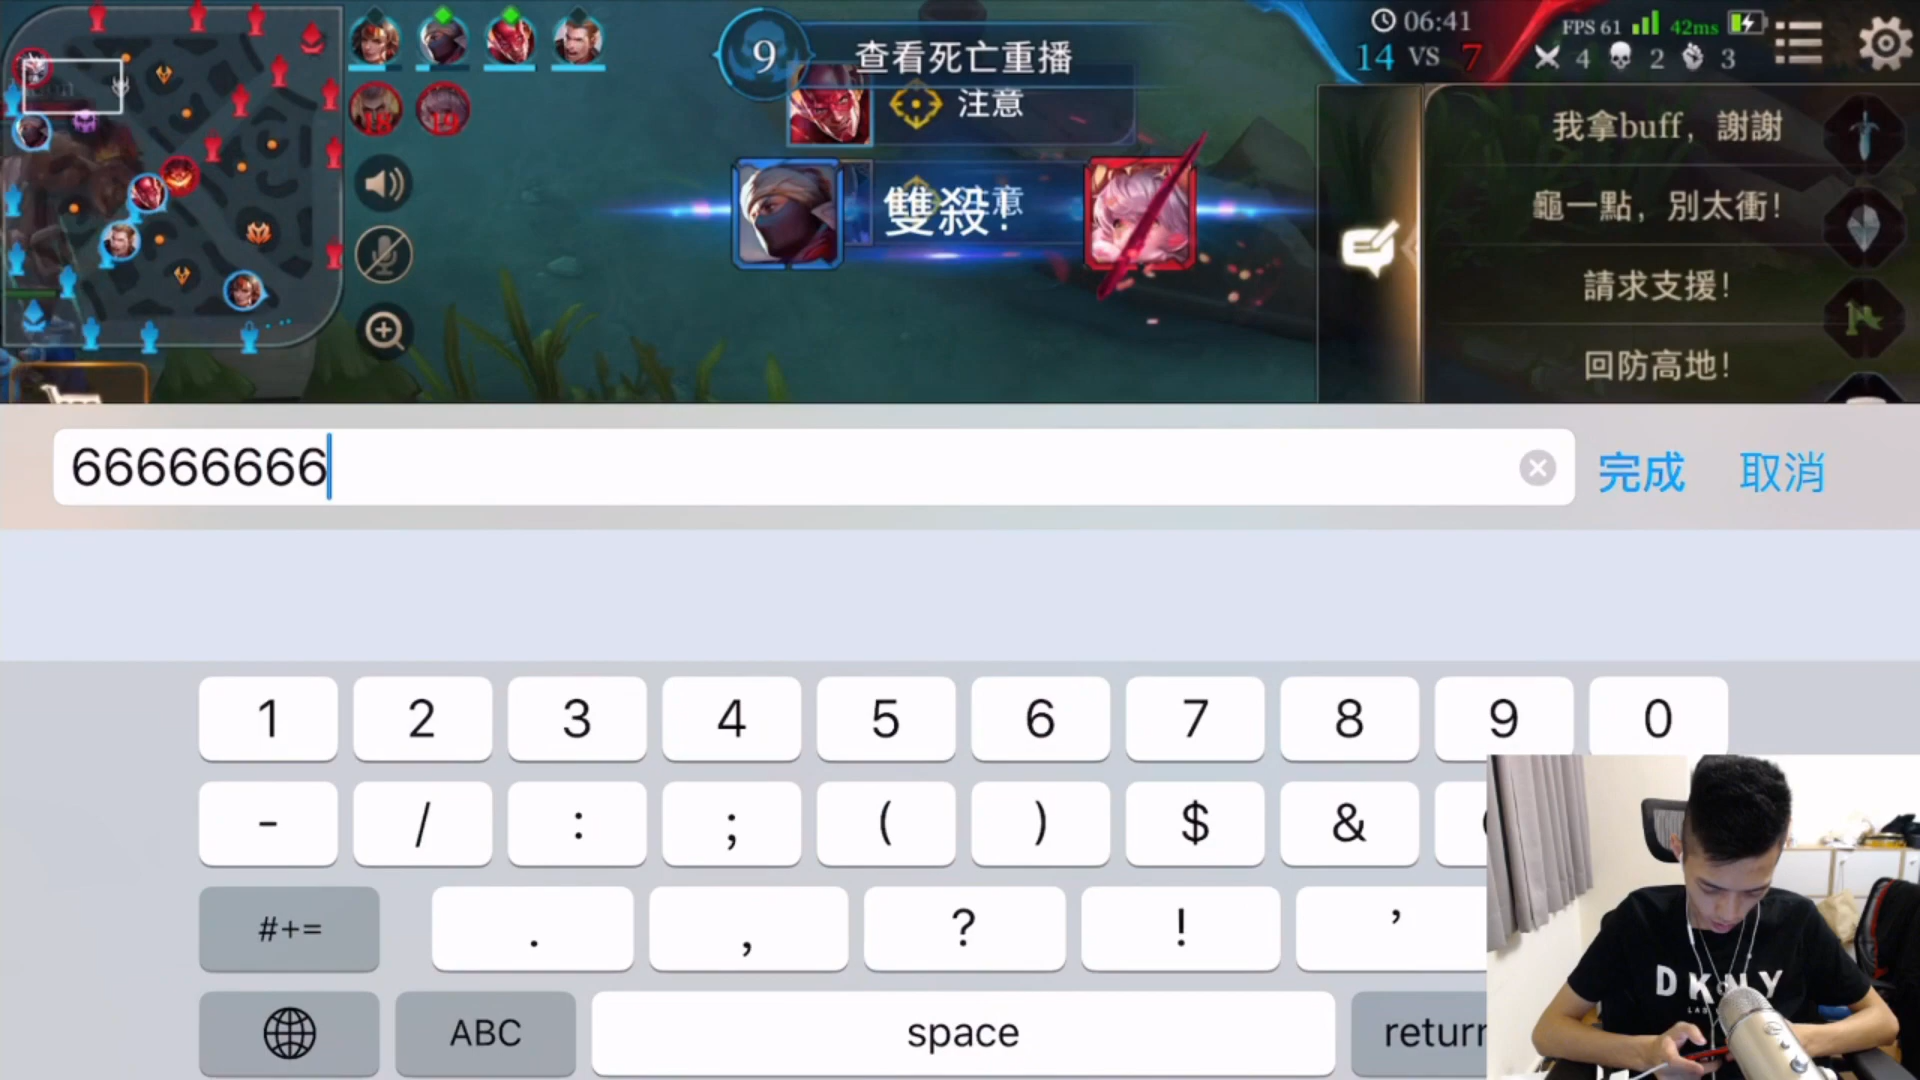 06:41
FPS 61
42ms
14 VS 7
4
2
3
9
查看死亡重播
注意
雙殺!
18
19
我拿buff，謝謝
龜一點，別太衝!
請求支援!
回防高地!
66666666
完成
取消
1 2 3 4 5 6 7 8 9 0
- / : ; ( ) $ &
#+= . , ? ! ’
ABC space return
DKNY